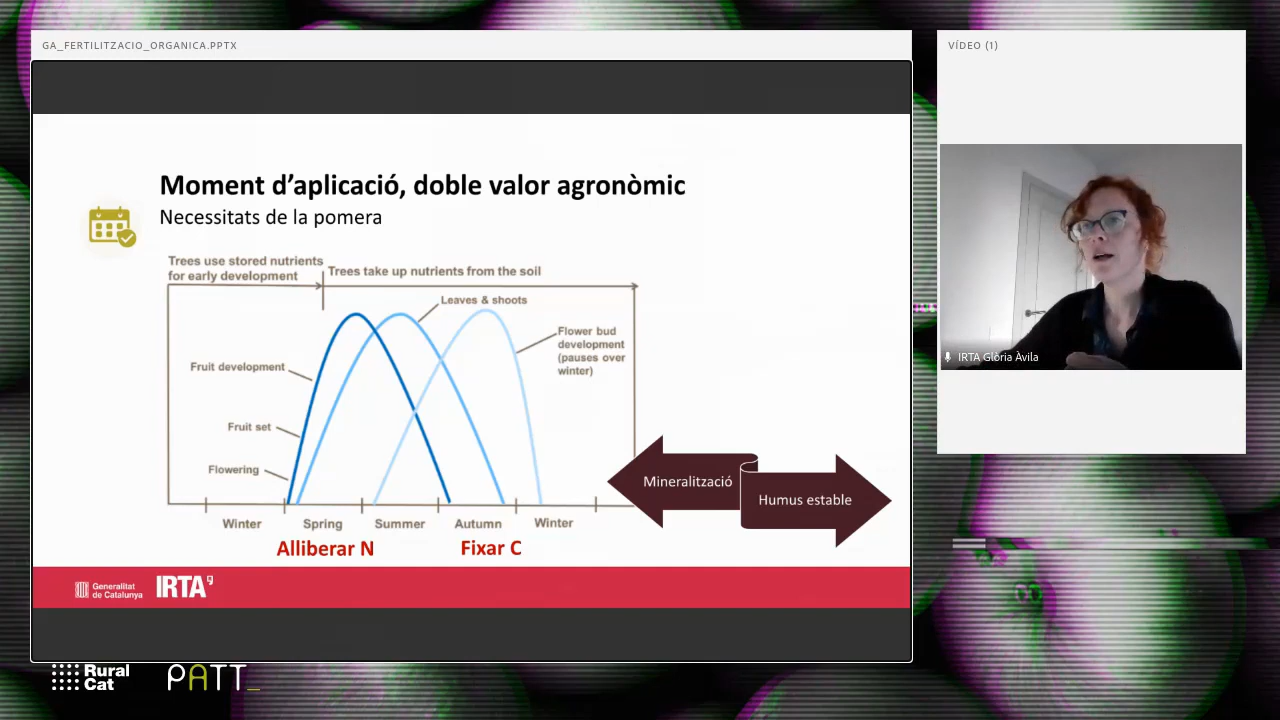 GA_FERTILITZACIO_ORGANICA.PPTX
VÍDEO (1)
Moment d'aplicació, doble valor agronòmic
Necessitats de la pomera
Trees use stored nutrients
for early development
Trees take up nutrients from the soil
Leaves & shoots
Flower bud
development
(pauses over
winter)
Fruit development
Fruit set
Flowering
Winter
Spring
Summer
Autumn
Winter
Alliberar N
Fixar C
Mineralització
Humus estable
IRTA Glòria Àvila
Generalitat
de Catalunya
IRTA
Rural
Cat
PATT_